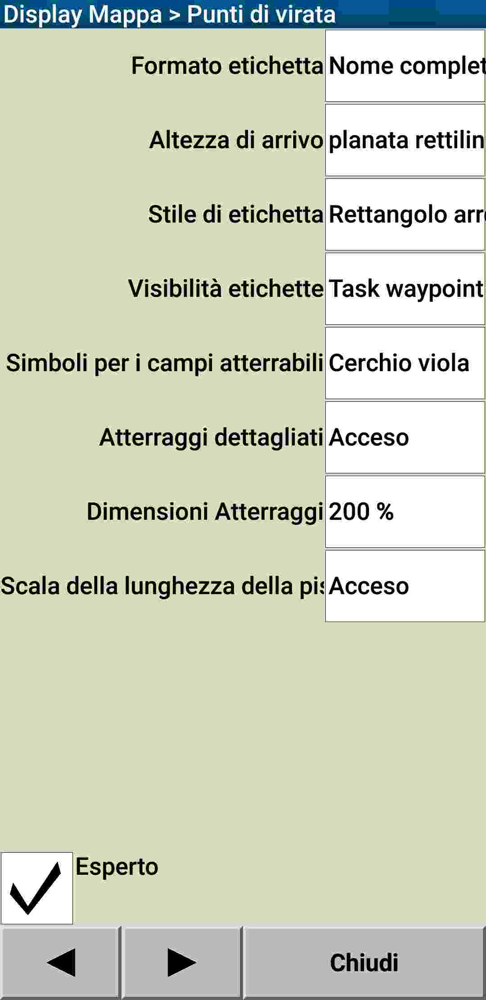 Display Mappa > Punti di virata
Formato etichetta Nome complet
Altezza di arrivo planata rettilin
Stile di etichetta Rettangolo arr
Visibilità etichette Task waypoint
Simboli per i campi atterrabili Cerchio viola
Atterraggi dettagliati Acceso
Dimensioni Atterraggi 200 %
Scala della lunghezza della pis Acceso
Esperto
Chiudi